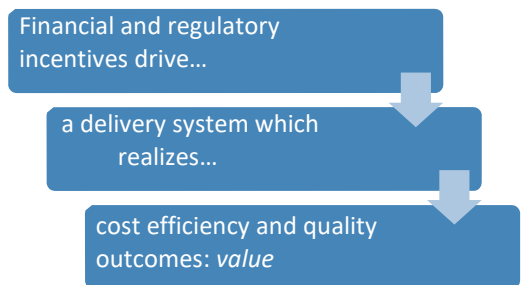 Financial and regulatory
incentives drive…
a delivery system which
realizes…
cost efficiency and quality
outcomes: value